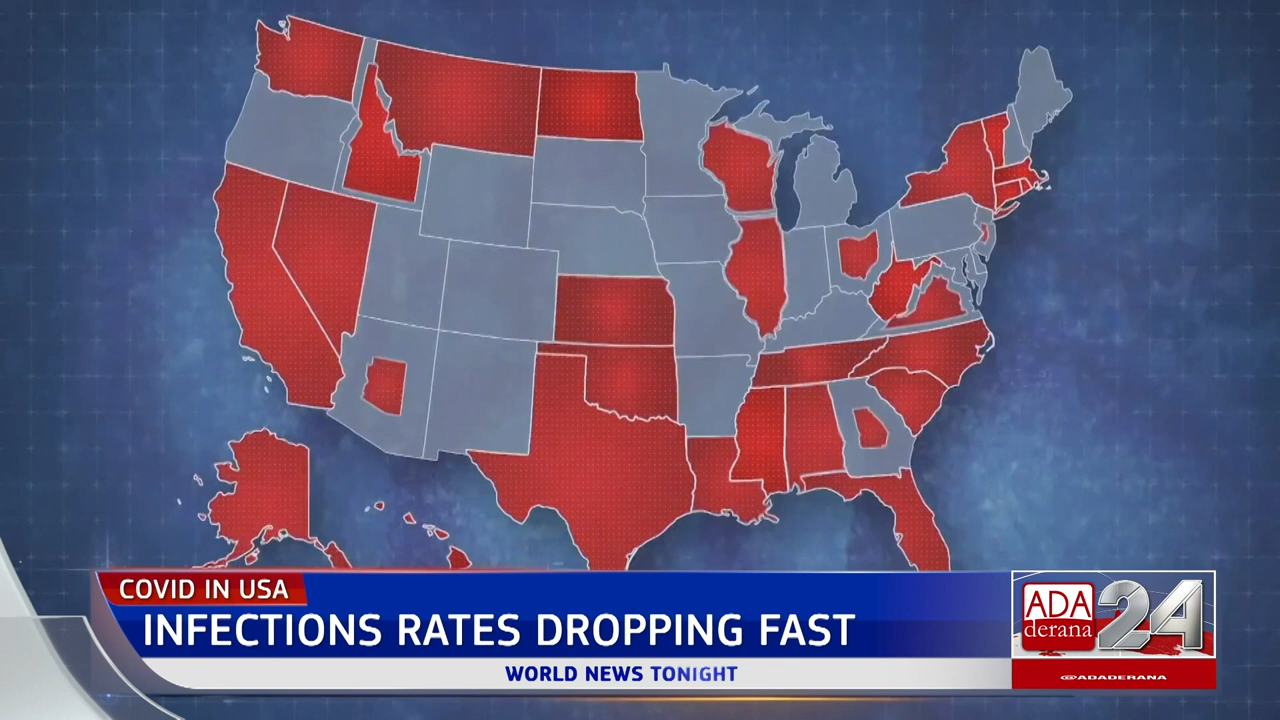 COVID IN USA
INFECTIONS RATES DROPPING FAST
WORLD NEWS TONIGHT
ADA
derana
24
@ADADERANA